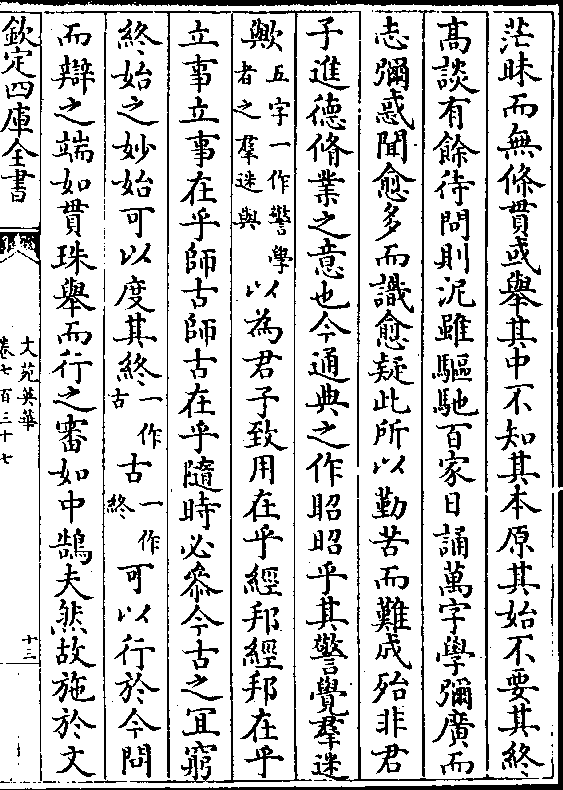 茫昧而無條貫或舉其中不知其本原其始不要其終
髙談有餘待問則泥雖驅馳百家日誦萬字學彌廣而
志彌惑聞愈多而識愈疑此所以勤苦而難成殆非君
子進德脩業之意也今通典之作昭昭乎其警覺羣迷
歟五字一作警學者之羣迷與以為君子致用在乎經邦經邦在乎
立事立事在乎師古師古在乎隨時必叅今古之宜窮
終始之妙始可以度其終一作古古一作終可以行於今問
而辯之端如貫珠舉而行之審如中鵠夫然故施於文
欽定四庫全書
文苑英華
卷七百三十七
十三